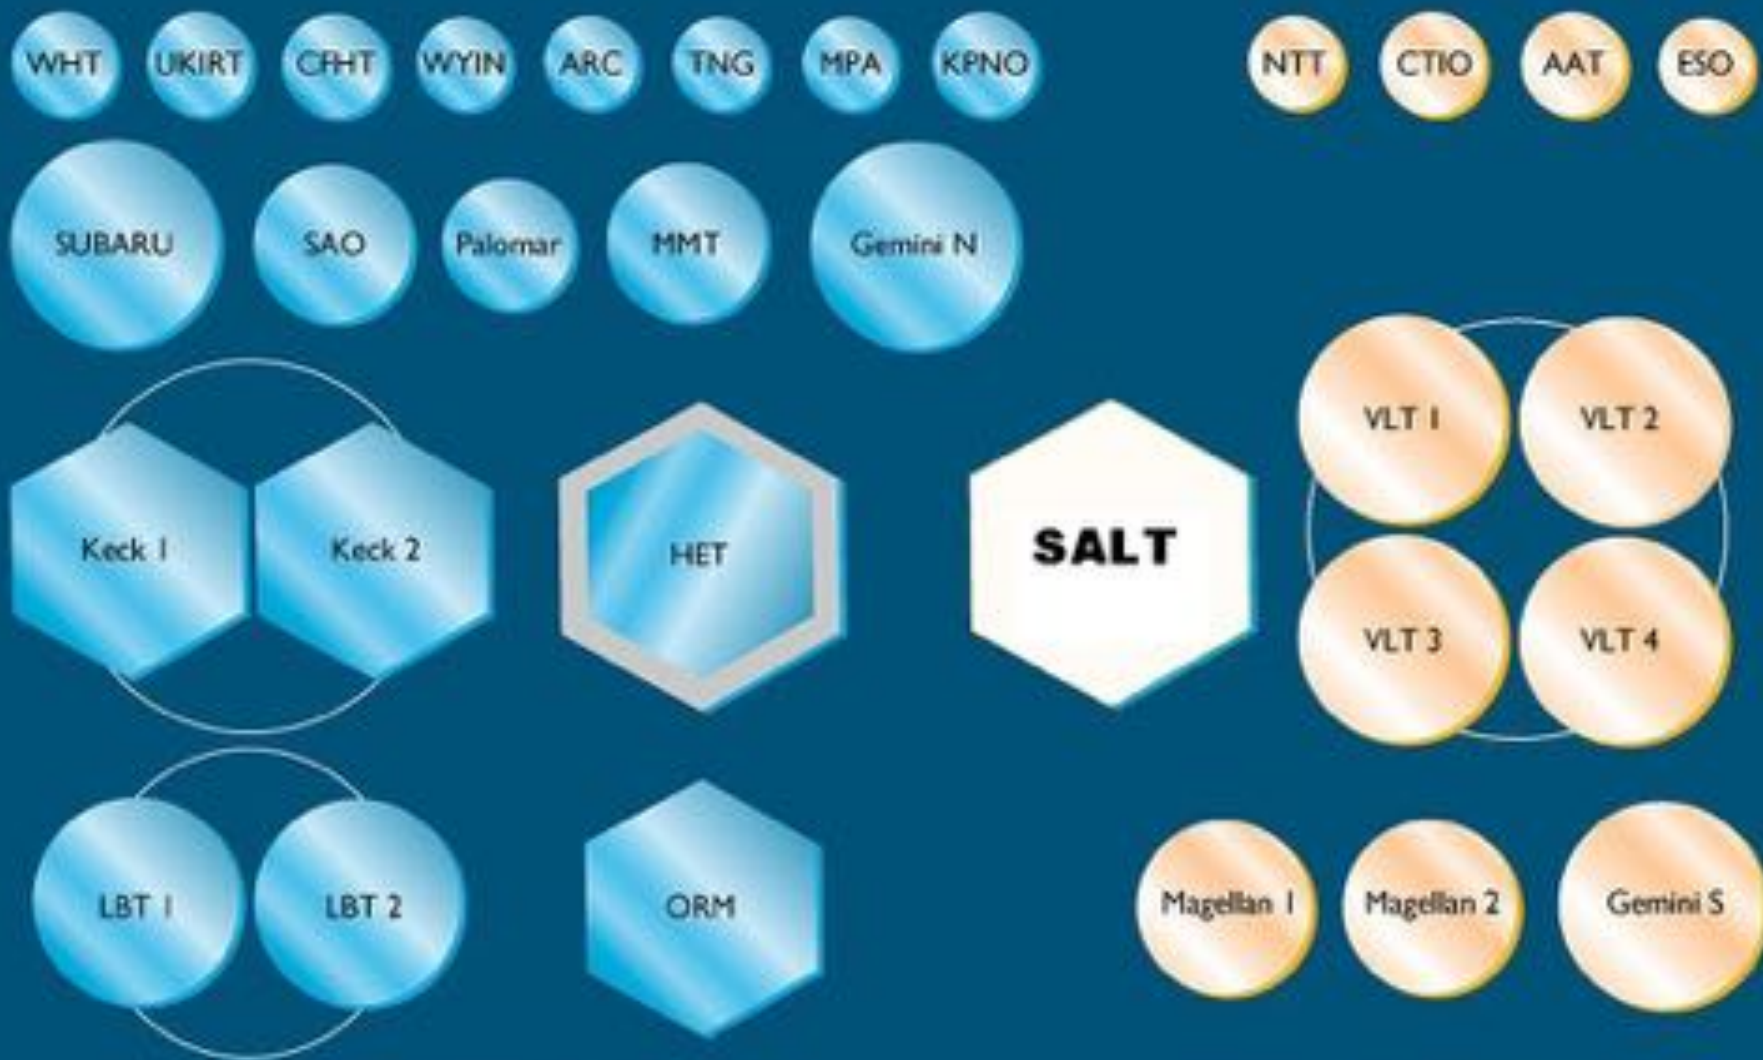 WHT UKIRT CFHT WYIN ARC TNG MPA KPNO NTT CTIO AAT ESO
SUBARU SAO Palomar MMT Gemini N
VLT 1 VLT 2
Keck 1 Keck 2 HET SALT
VLT 3 VLT 4
LBT 1 LBT 2 ORM Magellan 1 Magellan 2 Gemini S